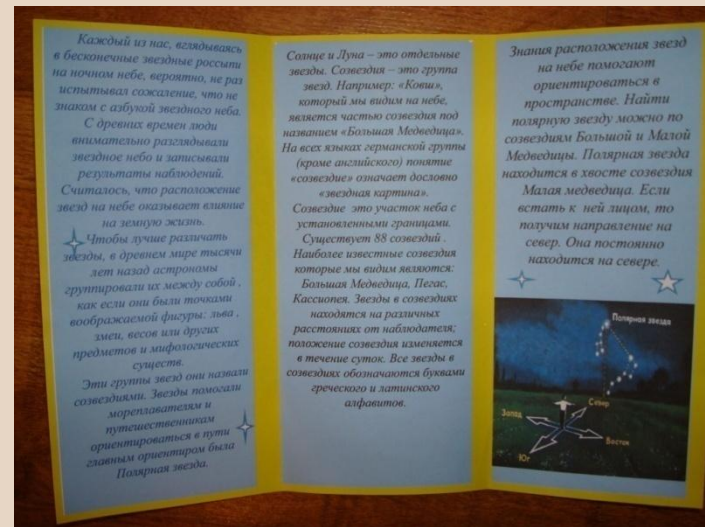 Каждый из нас, вглядываясь
в бесконечные звездные россыпи
на ночном небе, вероятно, не раз
испытывал сожаление, что не
знаком с азбукой звездного неба.
С древних времен люди
внимательно разглядывали
звездное небо и записывали
результаты наблюдений.
Считалось, что расположение
звезд на небе оказывает влияние
на земную жизнь.
Чтобы лучше различать
звезды, в древнем мире тысячи
лет назад астрономы
группировали их между собой ,
как если они были точками
воображаемой фигуры: льва ,
змеи, весов или других
предметов и мифологических
существ.
Эти группы звезд они назвали
созвездиями. Звезды помогали
мореплавателям и
путешественникам
ориентироваться в пути
главным ориентиром была
Полярная звезда.
Солнце и Луна – это отдельные
звезды. Созвездия – это группа
звезд. Например: «Ковш»,
который мы видим на небе,
является частью созвездия под
названием «Большая Медведица».
На всех языках германской группы
(кроме английского) понятие
«созвездие» означает дословно
«звездная картина».
Созвездие это участок неба с
установленными границами.
Существует 88 созвездий .
Наиболее известные созвездия
которые мы видим являются:
Большая Медведица, Пегас,
Кассиопея. Звезды в созвездиях
находятся на различных
расстояниях от наблюдателя;
положение созвездия изменяется
в течение суток. Все звезды в
созвездиях обозначаются буквами
греческого и латинского
алфавитов.
Знания расположения звезд
на небе помогают
ориентироваться в
пространстве. Найти
полярную звезду можно по
созвездиям Большой и Малой
Медведицы. Полярная звезда
находится в хвосте созвездия
Малая медведица. Если
встать к ней лицом, то
получим направление на
север. Она постоянно
находится на севере.
Полярная звезда
Север
Запад
Восток
Юг